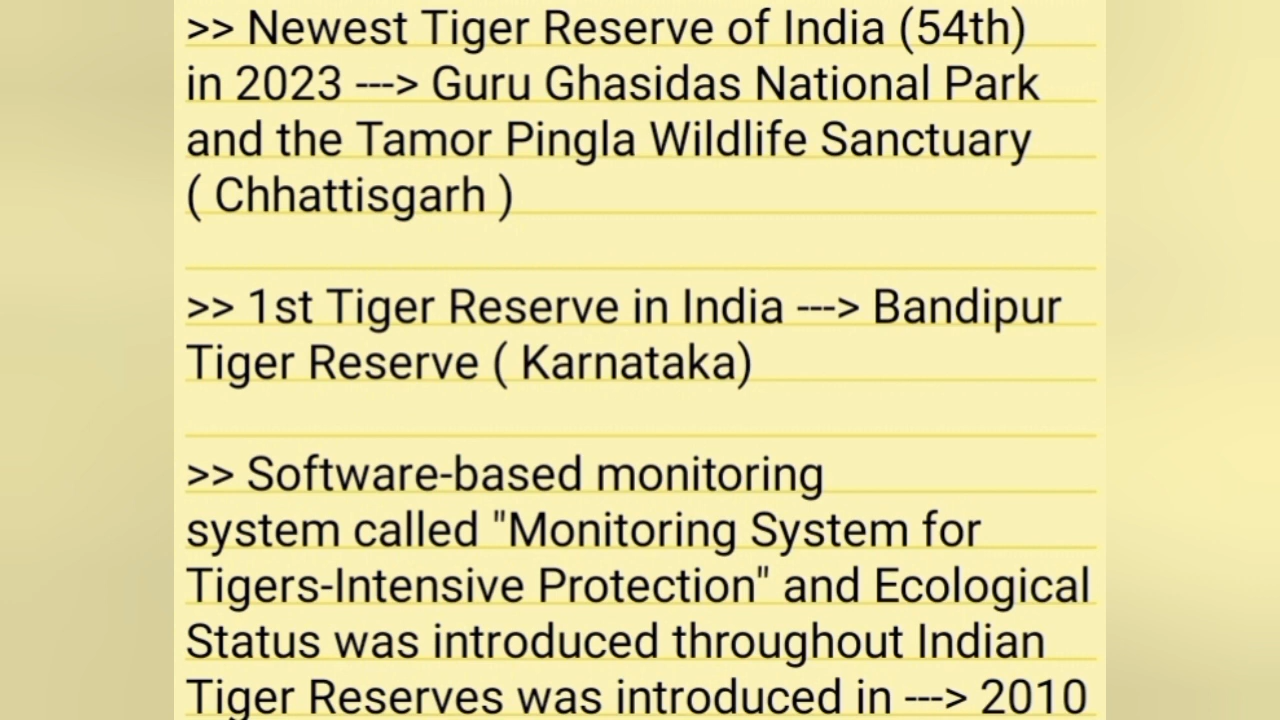 >> Newest Tiger Reserve of India (54th)
in 2023 ---> Guru Ghasidas National Park
and the Tamor Pingla Wildlife Sanctuary
( Chhattisgarh )
>> 1st Tiger Reserve in India ---> Bandipur
Tiger Reserve ( Karnataka)
>> Software-based monitoring
system called "Monitoring System for
Tigers-Intensive Protection" and Ecological
Status was introduced throughout Indian
Tiger Reserves was introduced in ---> 2010